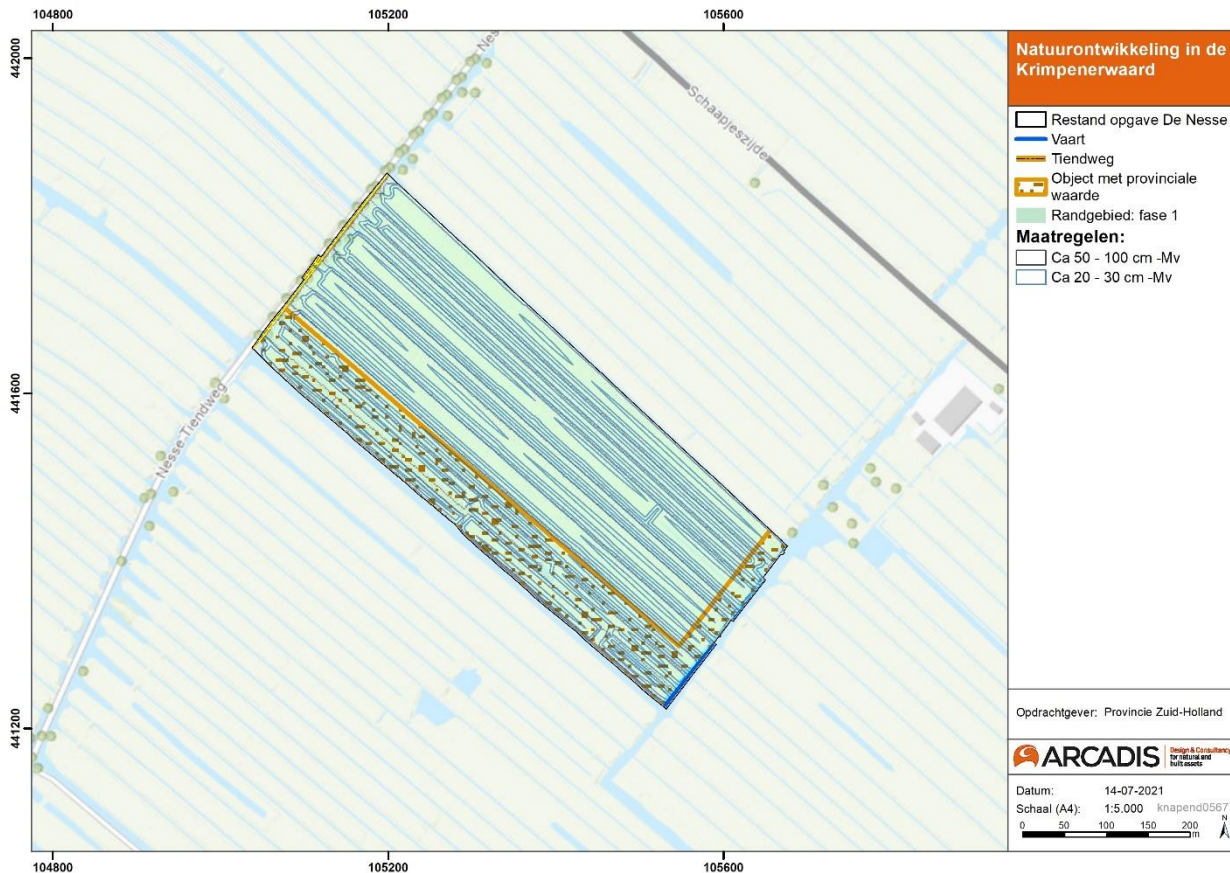 104800
105200
105600
442000
441600
441200
Nes
Schaapjeszijde
Nesse Tiendweg
Natuurontwikkeling in de
Krimpenerwaard
Restand opgave De Nesse
Vaart
Tiendweg
Object met provinciale
waarde
Randgebied: fase 1
Maatregelen:
Ca 50 - 100 cm -Mv
Ca 20 - 30 cm -Mv
Opdrachtgever: Provincie Zuid-Holland
ARCADIS
Design & Consultancy
for natural and
built assets
Datum: 14-07-2021
Schaal (A4): 1:5.000 knapend0567
0 50 100 150 200
m
N
104800
105200
105600